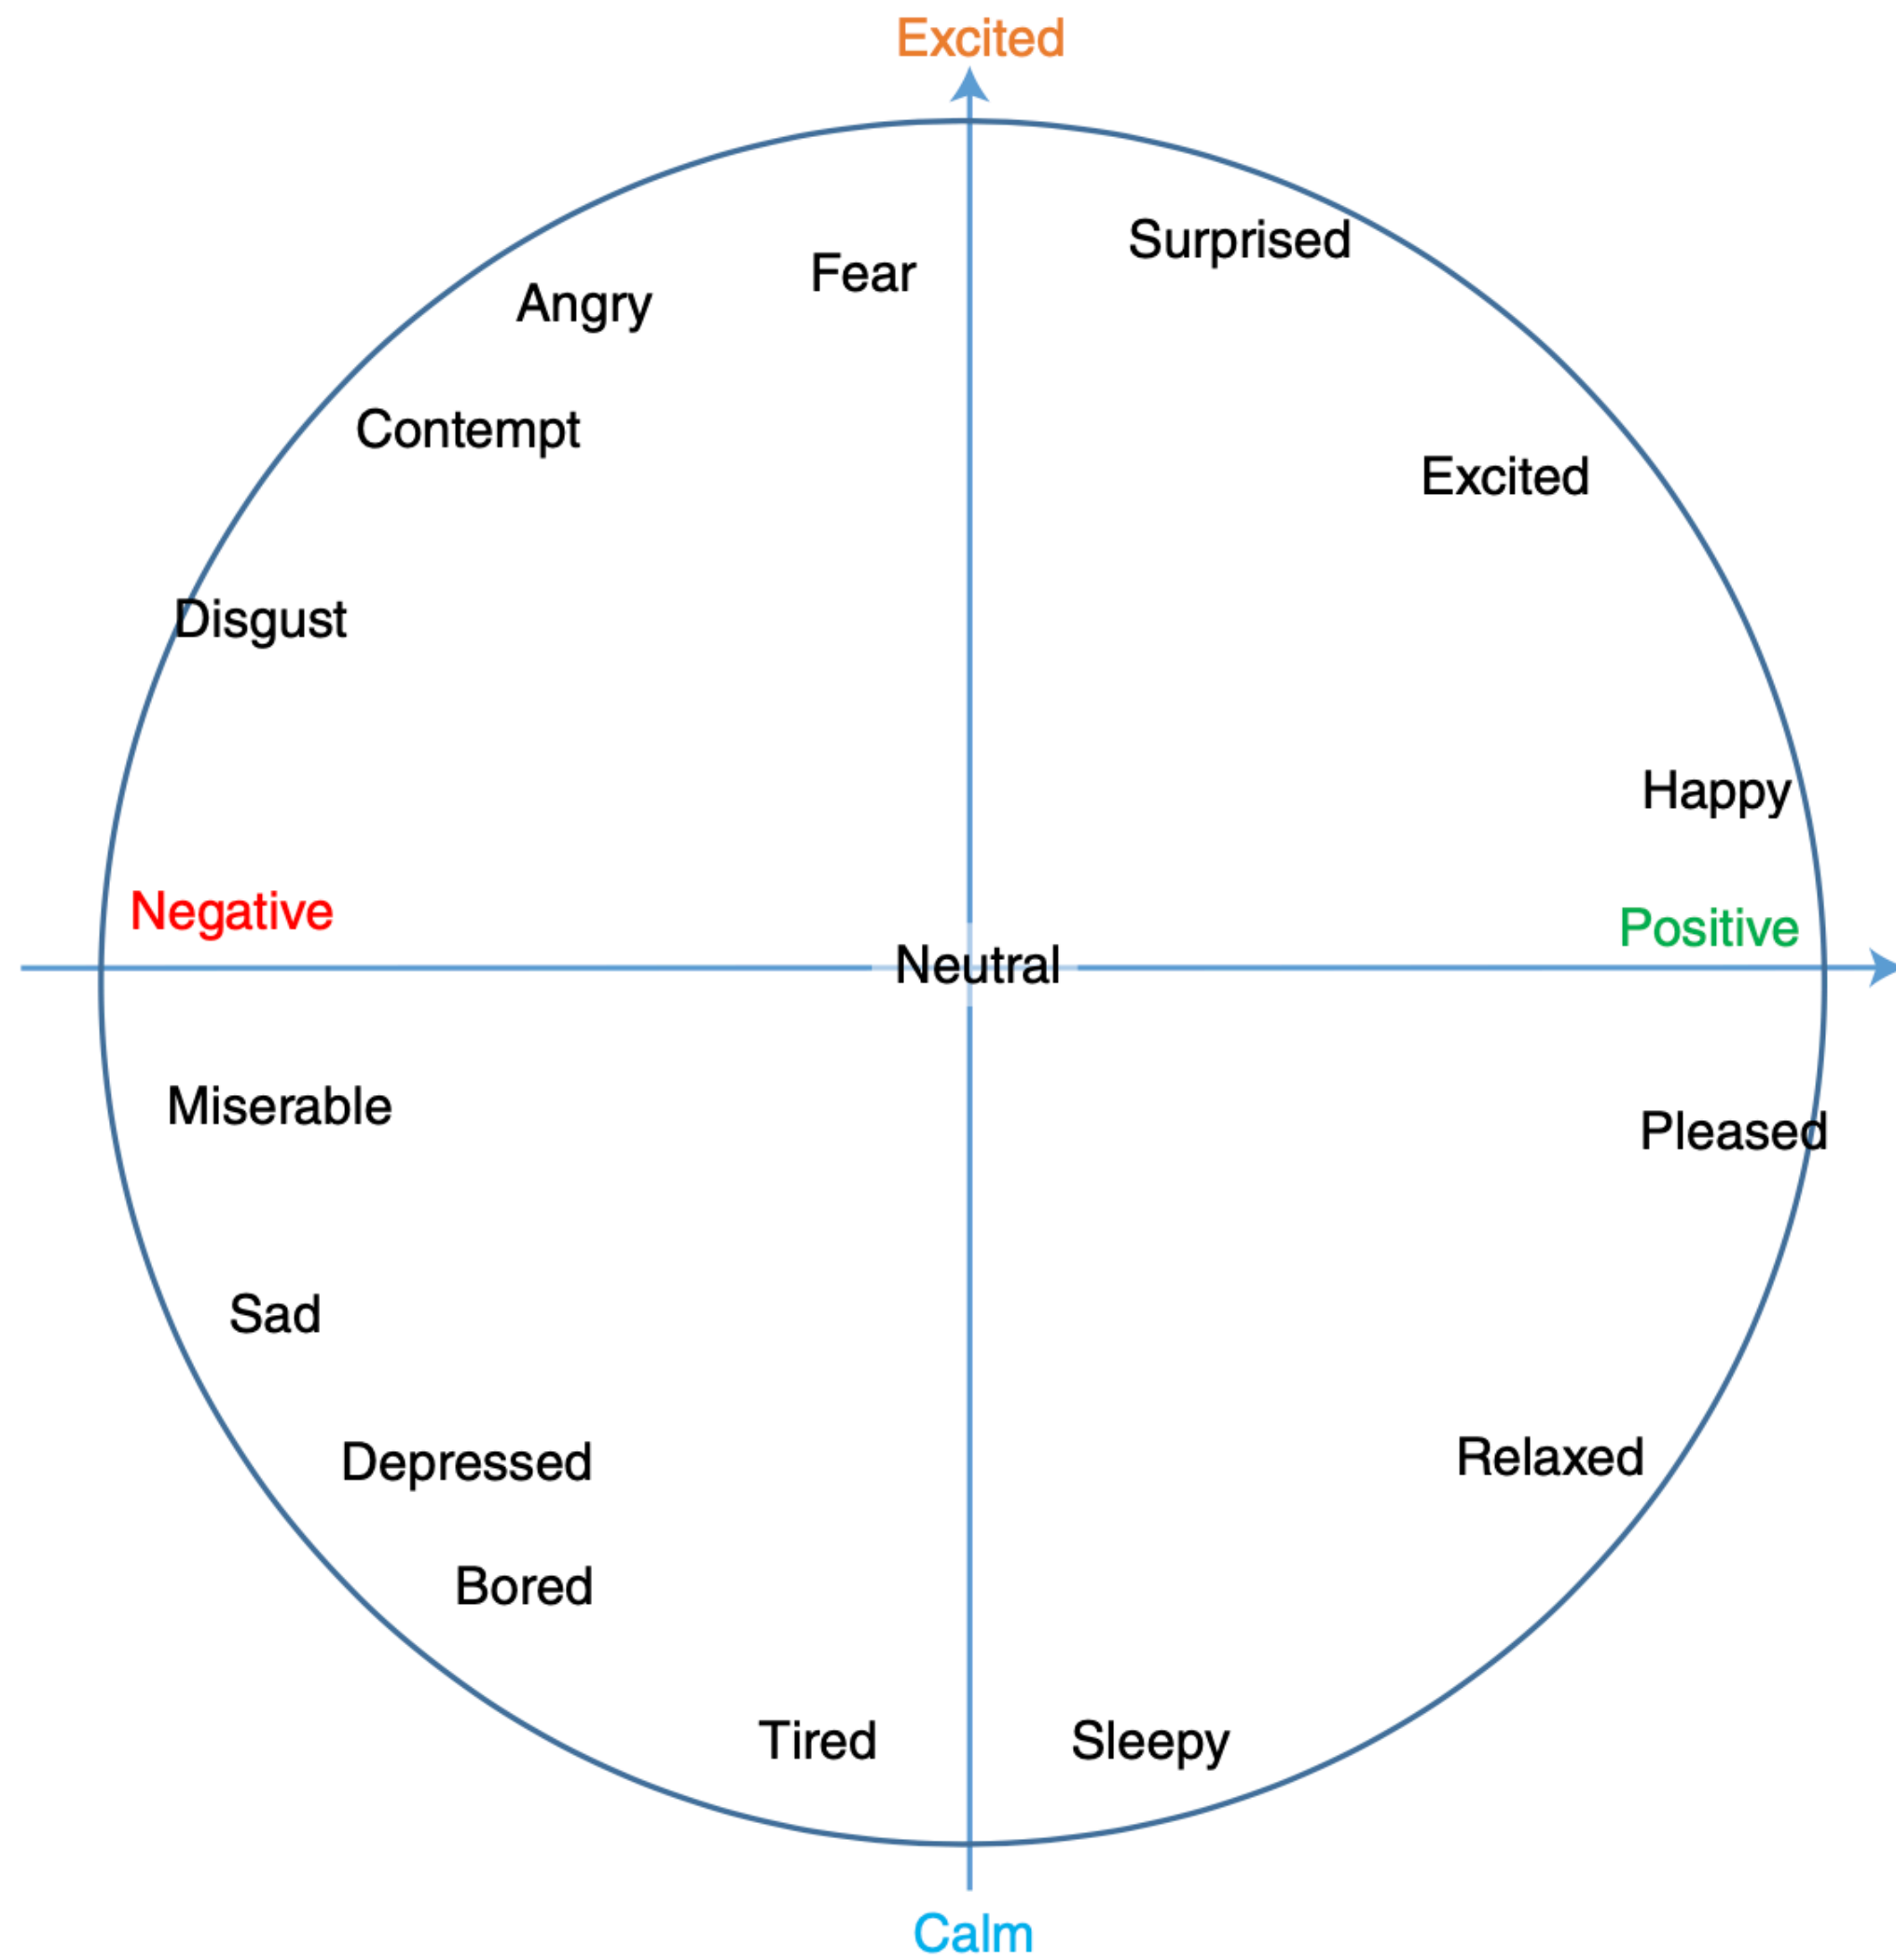 Excited
Surprised
Fear
Angry
Contempt
Excited
Disgust
Happy
Negative
Positive
Neutral
Miserable
Pleased
Sad
Depressed
Relaxed
Bored
Tired
Sleepy
Calm